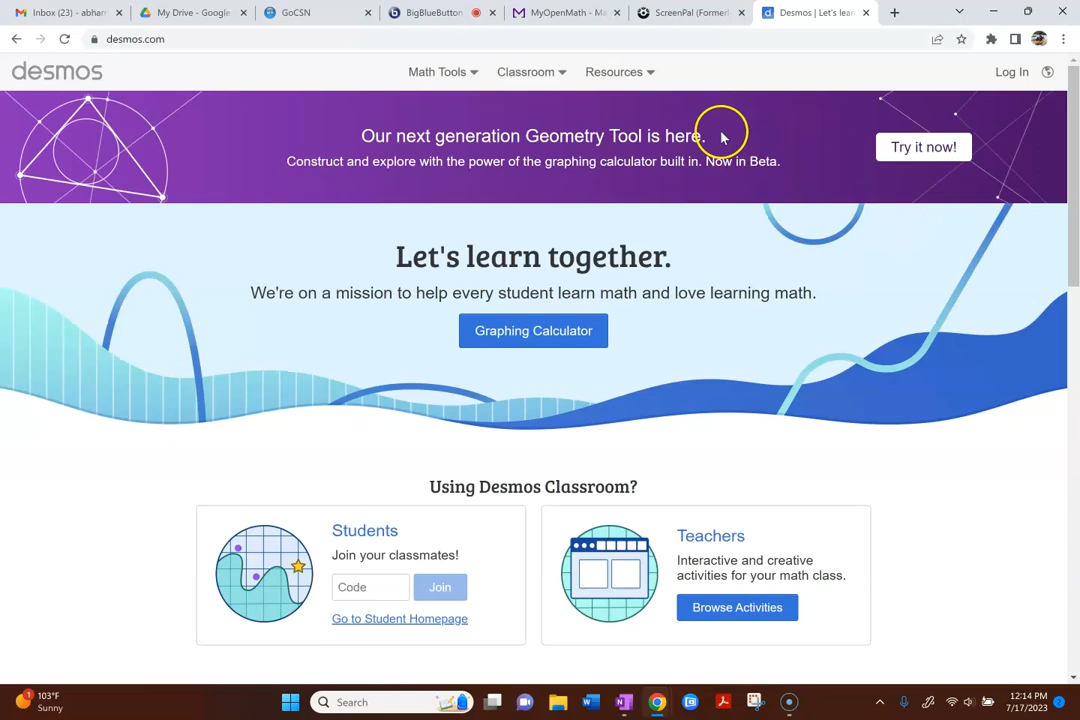 Inbox (23) - abharr
My Drive - Google
GoCSN
BigBlueButton
MyOpenMath - Ma
ScreenPal (Formerl
Desmos | Let's lear
desmos.com
desmos
Math Tools
Classroom
Resources
Log In
Our next generation Geometry Tool is here.
Construct and explore with the power of the graphing calculator built in. Now in Beta.
Try it now!
Let's learn together.
We're on a mission to help every student learn math and love learning math.
Graphing Calculator
Using Desmos Classroom?
Students
Join your classmates!
Code
Join
Go to Student Homepage
Teachers
Interactive and creative
activities for your math class.
Browse Activities
1
103°F
Sunny
Search
12:14 PM
7/17/2023